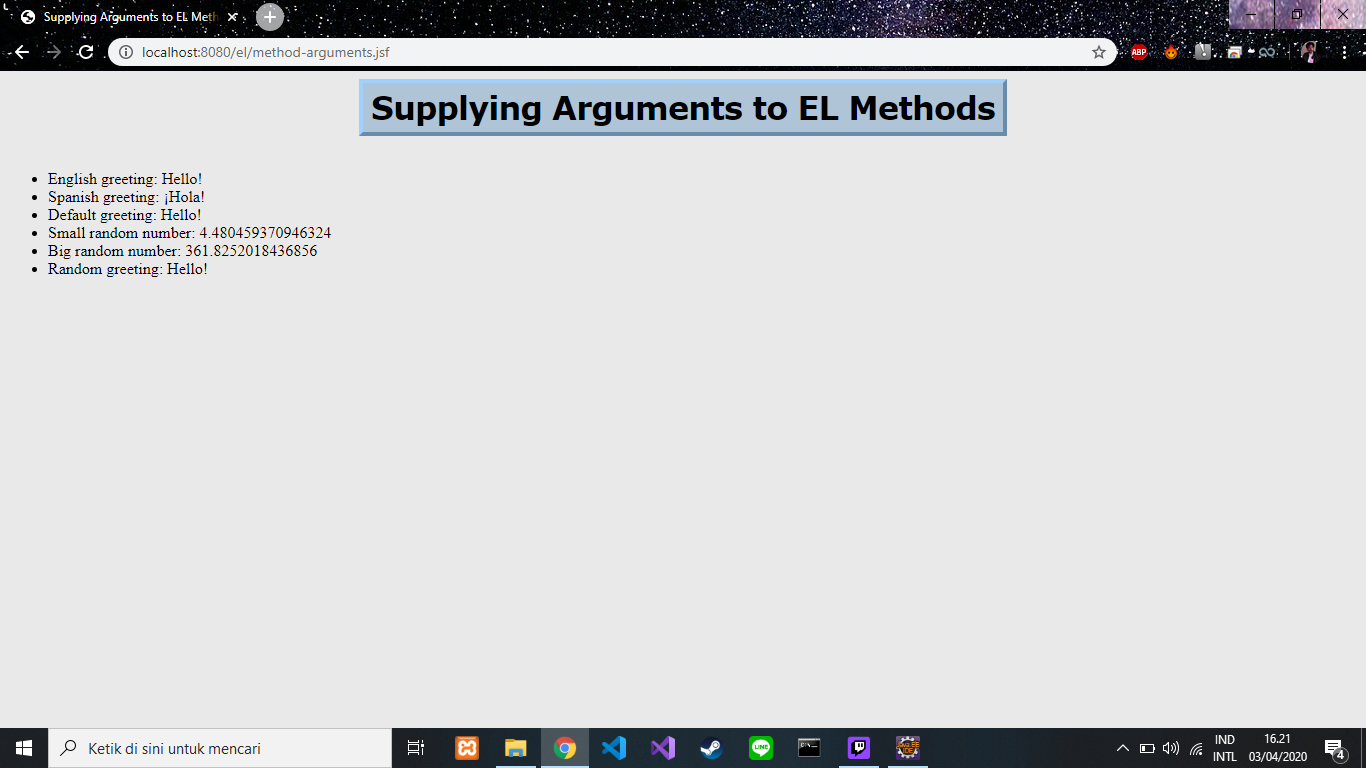 Supplying Arguments to EL Meth
localhost:8080/el/method-arguments.jsf
ABP
Supplying Arguments to EL Methods
English greeting: Hello!
Spanish greeting: ¡Hola!
Default greeting: Hello!
Small random number: 4.480459370946324
Big random number: 361.8252018436856
Random greeting: Hello!
Ketik di sini untuk mencari
LINE
IND
INTL
16.21
03/04/2020
4